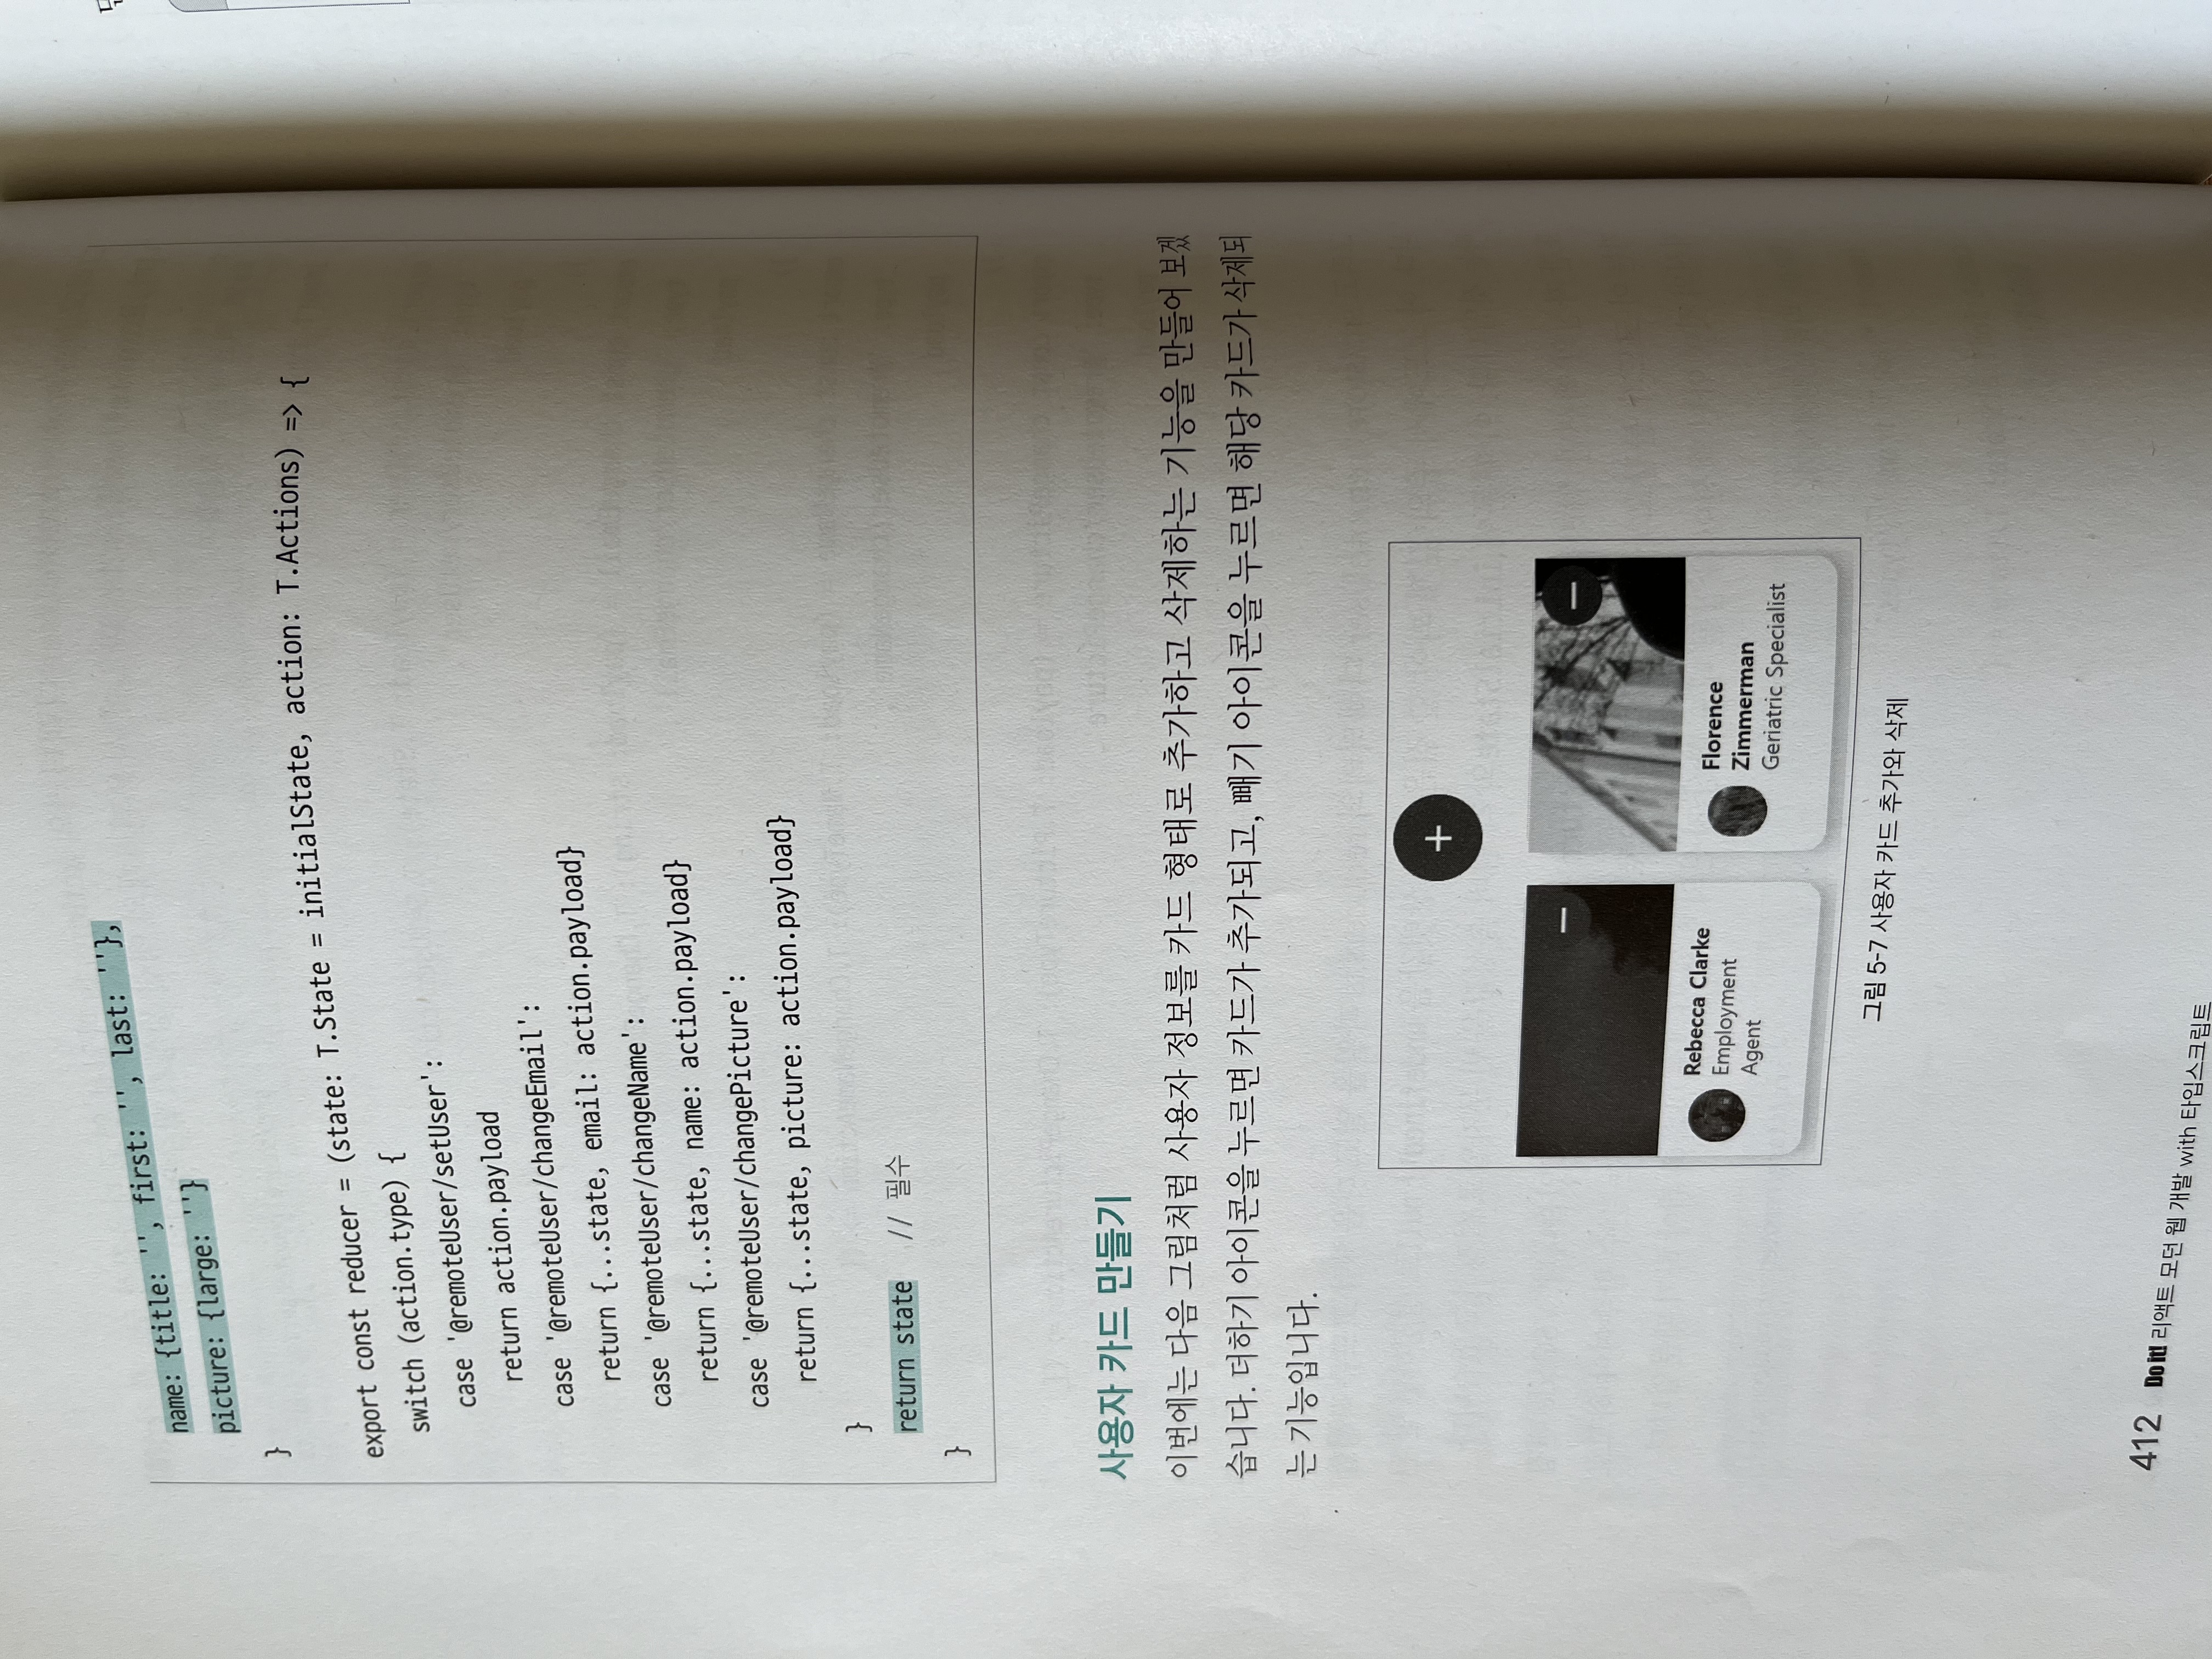 name: {title: '', first: '', last: ''},
picture: {large: ''}
}
export const reducer = (state: T.State = initialState, action: T.Actions) => {
switch (action.type) {
case '@remoteUser/setUser':
return action.payload
case '@remoteUser/changeEmail':
return {...state, email: action.payload}
case '@remoteUser/changeName':
return {...state, name: action.payload}
case '@remoteUser/changePicture':
return {...state, picture: action.payload}
}
return state // 필수
}
사용자 카드 만들기
이번에는 다음 그림처럼 사용자 정보를 카드 형태로 추가하고 삭제하는 기능을 만들어 보겠
습니다. 더하기 아이콘을 누르면 카드가 추가되고, 빼기 아이콘을 누르면 해당 카드가 삭제되
는 기능입니다.
Rebecca Clarke
Employment
Agent
Florence
Zimmerman
Geriatric Specialist
그림 5-7 사용자 카드 추가와 삭제
412 Do it! 리액트 모던 웹 개발 with 타입스크립트